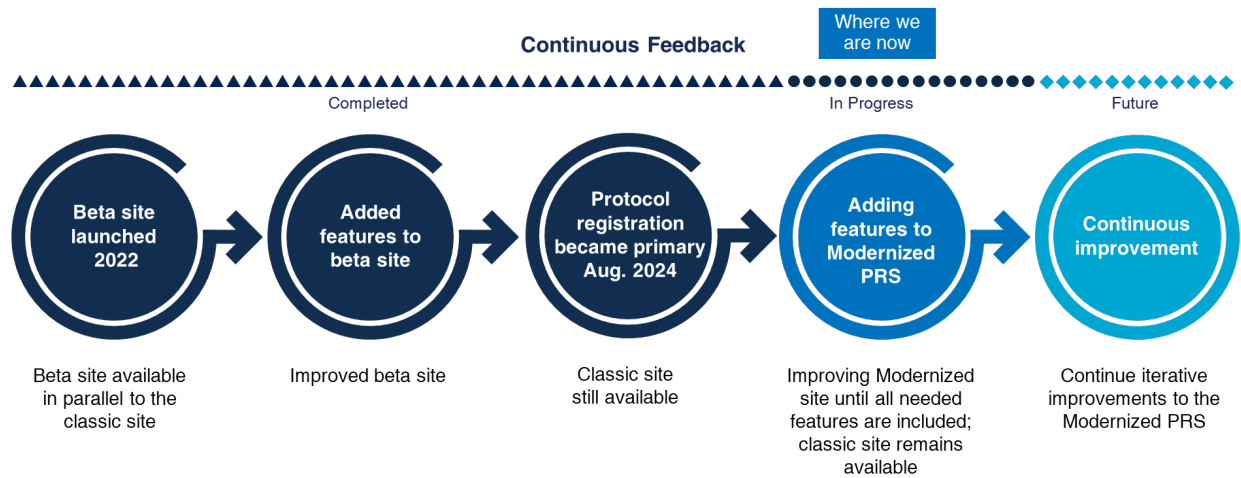 Where we
are now
Continuous Feedback
Completed
In Progress
Future
Beta site
launched
2022
Added
features to
beta site
Protocol
registration
became primary
Aug. 2024
Adding
features to
Modernized
PRS
Continuous
improvement
Beta site available
in parallel to the
classic site
Improved beta site
Classic site
still available
Improving Modernized
site until all needed
features are included;
classic site remains
available
Continue iterative
improvements to the
Modernized PRS